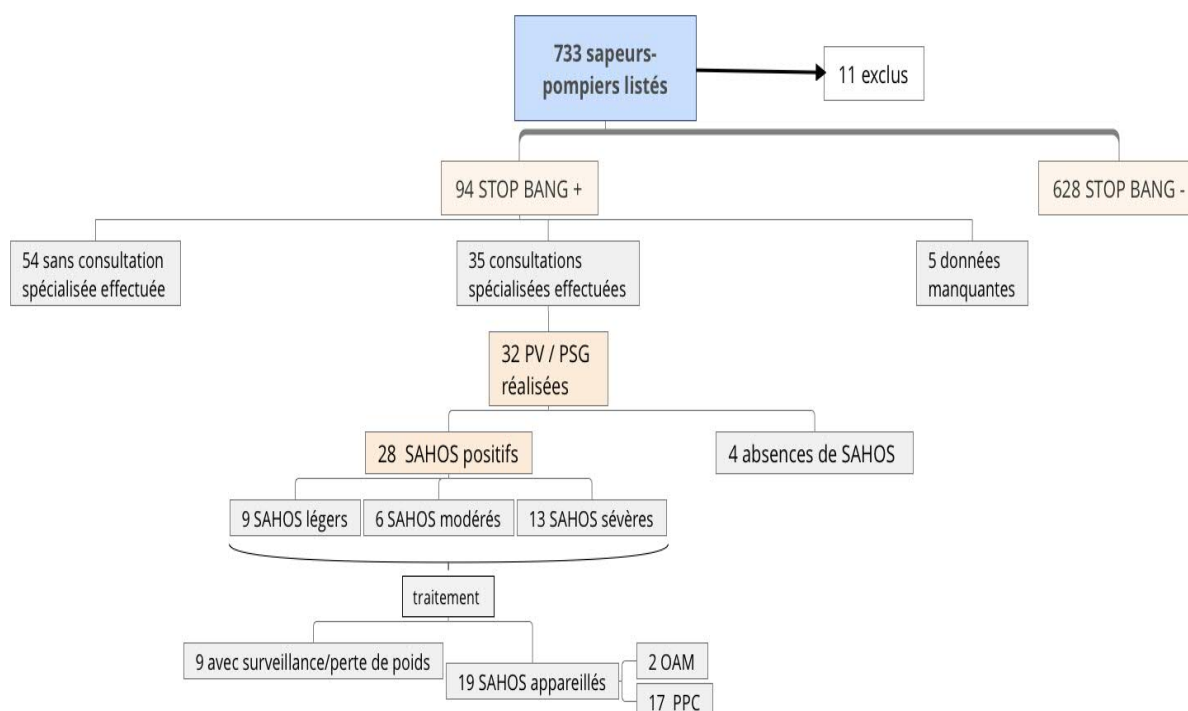 733 sapeurs-
pompiers listés
11 exclus
94 STOP BANG +
628 STOP BANG -
54 sans consultation
spécialisée effectuée
35 consultations
spécialisées effectuées
5 données
manquantes
32 PV / PSG
réalisées
28 SAHOS positifs
4 absences de SAHOS
9 SAHOS légers
6 SAHOS modérés
13 SAHOS sévères
traitement
9 avec surveillance/perte de poids
19 SAHOS appareillés
2 OAM
17 PPC